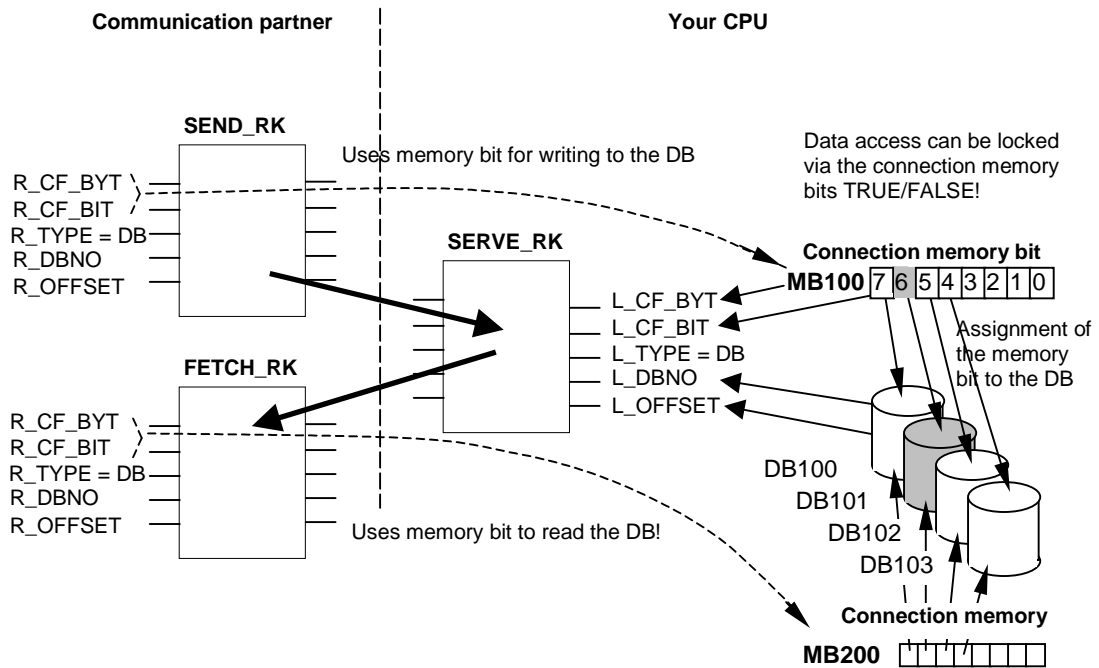 Communication partner
Your CPU
SEND_RK
Uses memory bit for writing to the DB
Data access can be locked
via the connection memory
bits TRUE/FALSE!
R_CF_BYT
R_CF_BIT
R_TYPE = DB
R_DBNO
R_OFFSET
SERVE_RK
Connection memory bit
MB100 7 6 5 4 3 2 1 0
L_CF_BYT
L_CF_BIT
L_TYPE = DB
L_DBNO
L_OFFSET
Assignment of
the memory
bit to the DB
FETCH_RK
R_CF_BYT
R_CF_BIT
R_TYPE = DB
R_DBNO
R_OFFSET
DB100
DB101
DB102
DB103
Uses memory bit to read the DB!
Connection memory
MB200